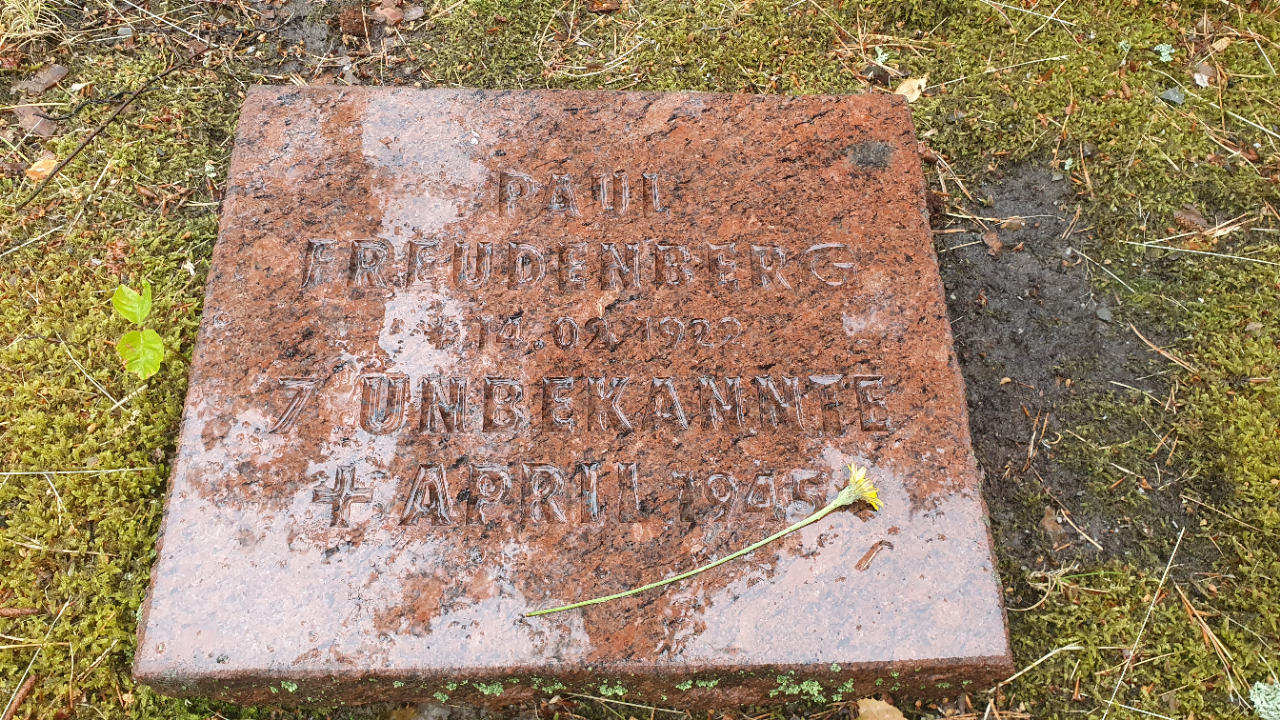 PAUL
FREUDENBERG
* 14.02.1922
7 UNBEKANNTE
+ APRIL 1945